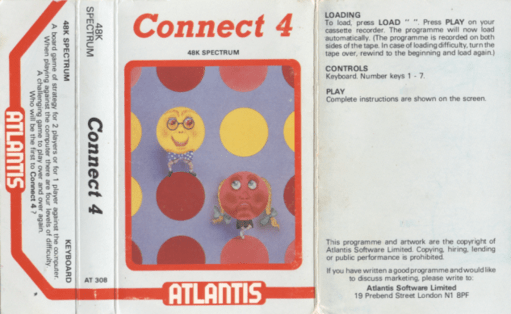 48K SPECTRUM
KEYBOARD
A board game of strategy for 2 players or for 1 player against the computer.
When playing against the computer there are four levels of difficulty.
A challenging game to play over and over again.
Who will be the first to Connect 4?
ATLANTIS
48K
SPECTRUM
Connect 4
AT 308
Connect 4
48K SPECTRUM
ATLANTIS
LOADING
To load, press LOAD " ". Press PLAY on your
cassette recorder. The programme will now load
automatically. (The programme is recorded on both
sides of the tape. In case of loading difficulty, turn the
tape over, rewind to the beginning and load again.)
CONTROLS
Keyboard. Number keys 1 - 7.
PLAY
Complete instructions are shown on the screen.
This programme and artwork are the copyright of
Atlantis Software Limited. Copying, hiring, lending
or public performance is prohibited.
If you have written a good programme and would like
to discuss marketing, please write to:
Atlantis Software Limited
19 Prebend Street London N1 8PF